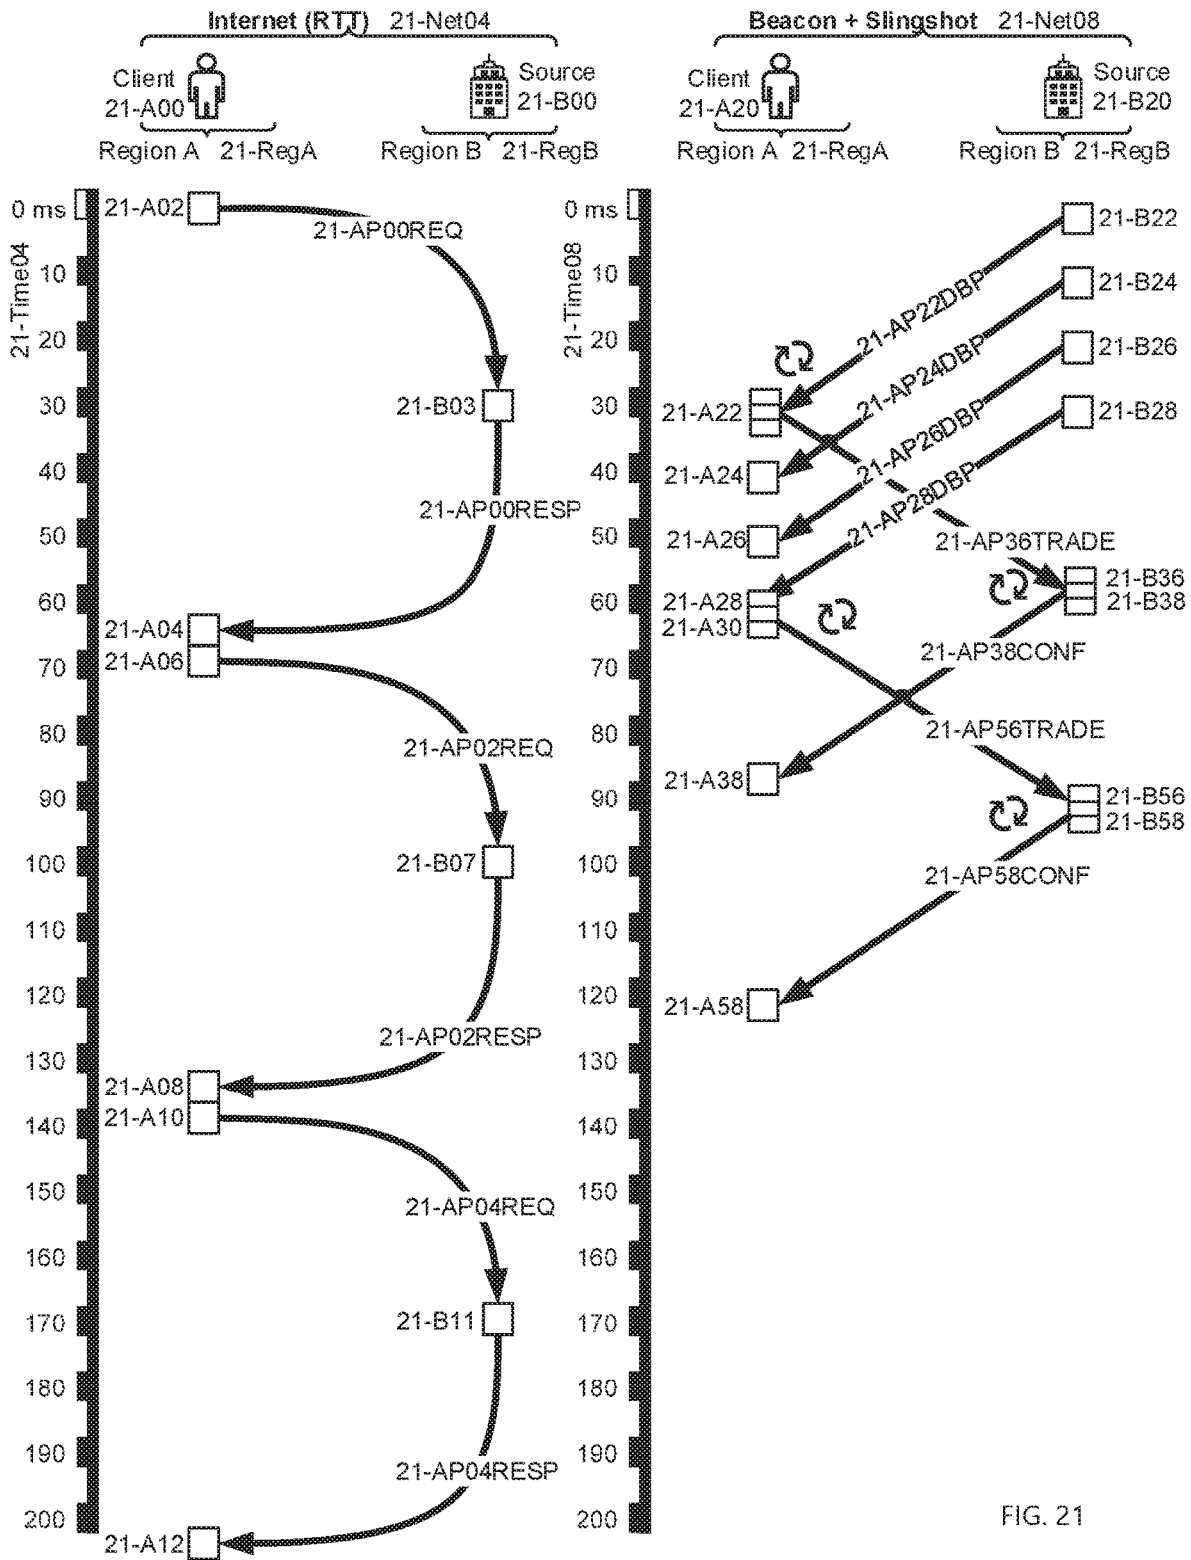 Internet (RTT) 21-Net04
Client
21-A00
Source
21-B00
Region A 21-RegA
Region B 21-RegB
21-Time04
0 ms
10
20
30
40
50
60
70
80
90
100
110
120
130
140
150
160
170
180
190
200
21-A02
21-AP00REQ
21-B03
21-AP00RESP
21-A04
21-A06
21-AP02REQ
21-B07
21-AP02RESP
21-A08
21-A10
21-AP04REQ
21-B11
21-AP04RESP
21-A12
Beacon + Slingshot 21-Net08
Client
21-A20
Source
21-B20
Region A 21-RegA
Region B 21-RegB
21-Time08
0 ms
10
20
30
40
50
60
70
80
90
100
110
120
130
140
150
160
170
180
190
200
21-B22
21-AP22DBP
21-B24
21-AP24DBP
21-B26
21-AP26DBP
21-B28
21-AP28DBP
21-A22
21-A24
21-A26
21-AP36TRADE
21-B36
21-B38
21-A28
21-A30
21-AP38CONF
21-AP56TRADE
21-A38
21-B56
21-B58
21-AP58CONF
21-A58
FIG. 21